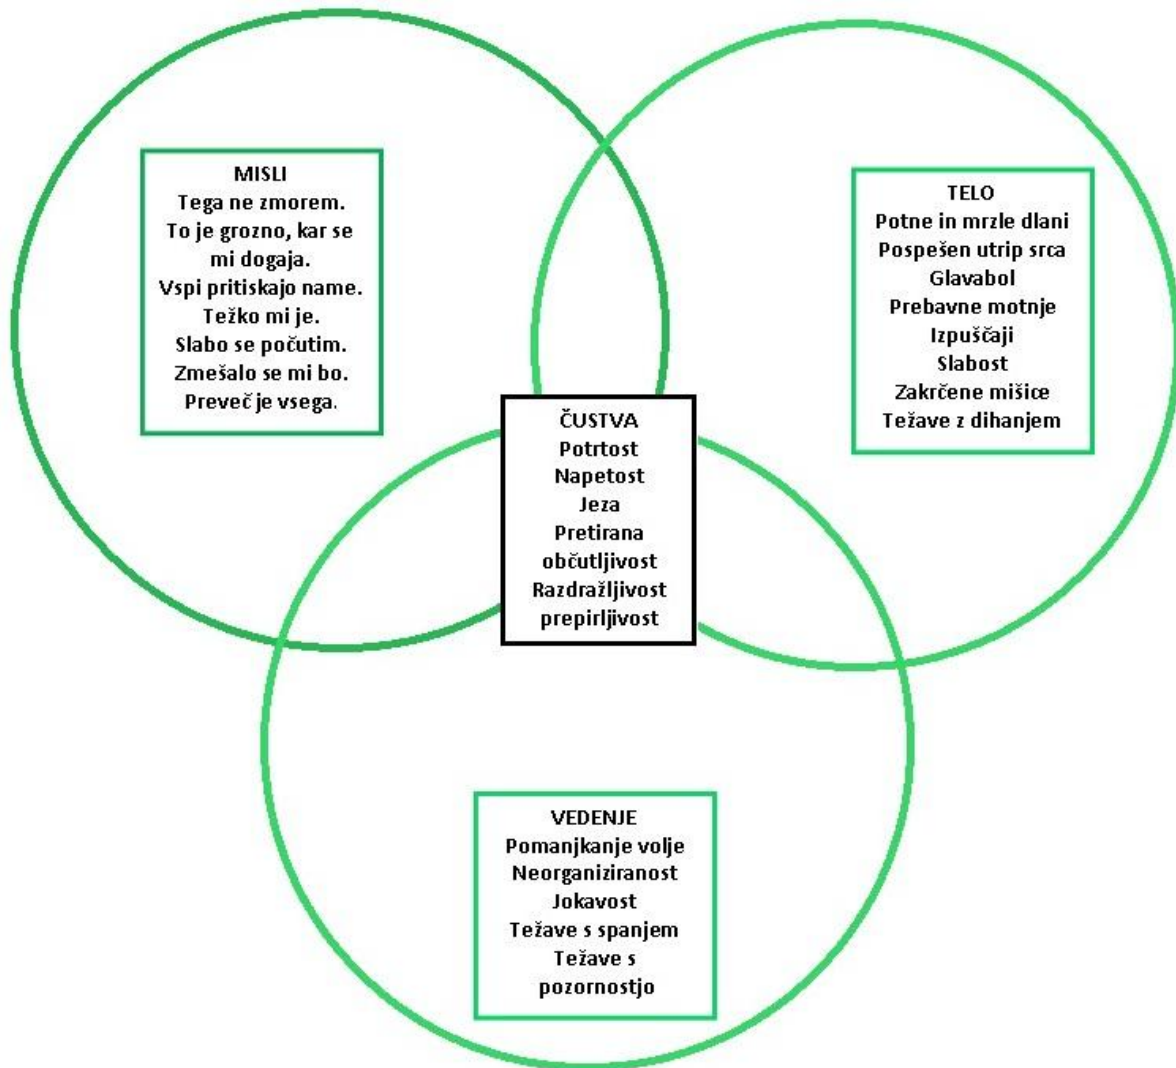 MISLI
Tega ne zmorem.
To je grozno, kar se
mi dogaja.
Vspi pritiskajo name.
Težko mi je.
Slabo se počutim.
Zmešalo se mi bo.
Preveč je vsega.
TELO
Potne in mrzle dlani
Pospešen utrip srca
Glavabol
Prebavne motnje
Izpuščaji
Slabost
Zakrčene mišice
Težave z dihanjem
ČUSTVA
Potrtost
Napetost
Jeza
Pretirana
občutljivost
Razdražljivost
prepirljivost
VEDENJE
Pomanjkanje volje
Neorganiziranost
Jokavost
Težave s spanjem
Težave s
pozornostjo